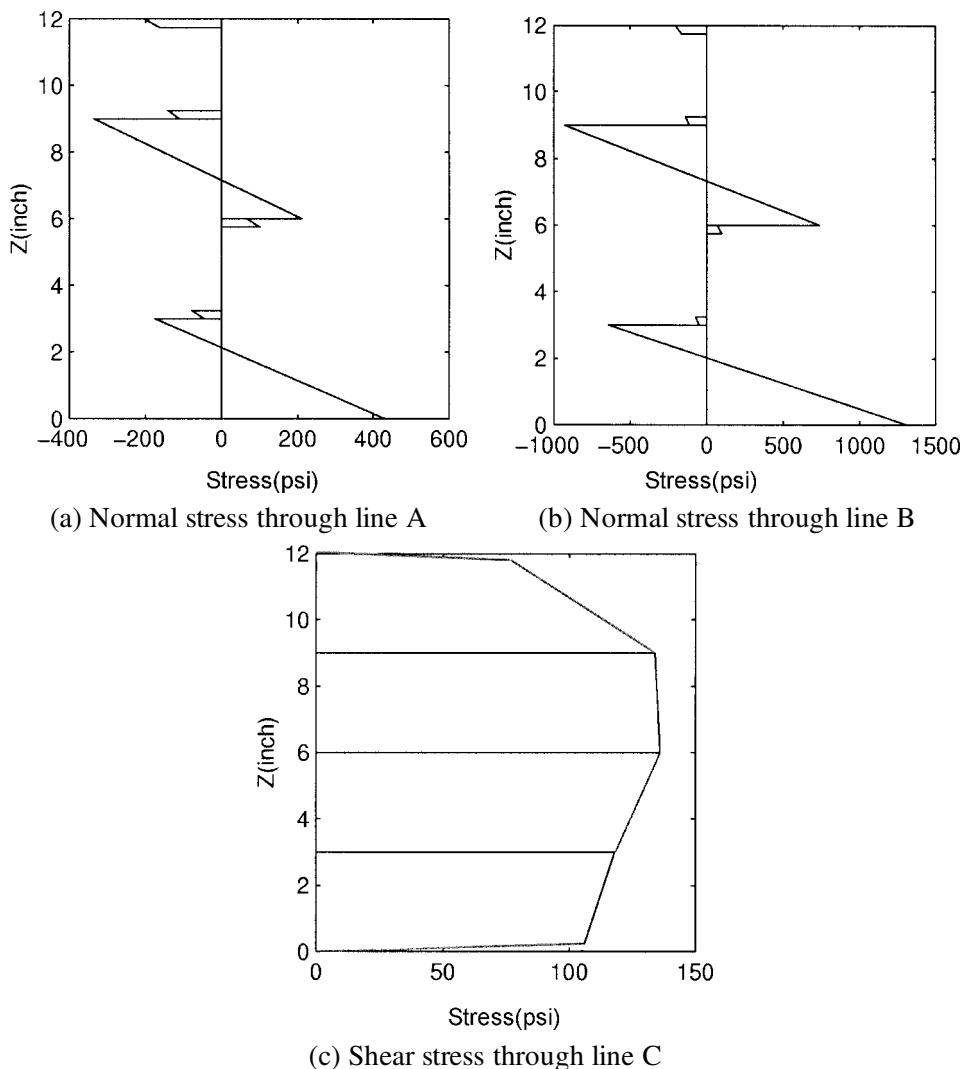 12
10
8
6
4
2
0
Z(inch)
−400 −200 0 200 400 600
Stress(psi)
(a) Normal stress through line A
12
10
8
6
4
2
0
Z(inch)
−1000 −500 0 500 1000 1500
Stress(psi)
(b) Normal stress through line B
12
10
8
6
4
2
0
Z(inch)
0 50 100 150
Stress(psi)
(c) Shear stress through line C